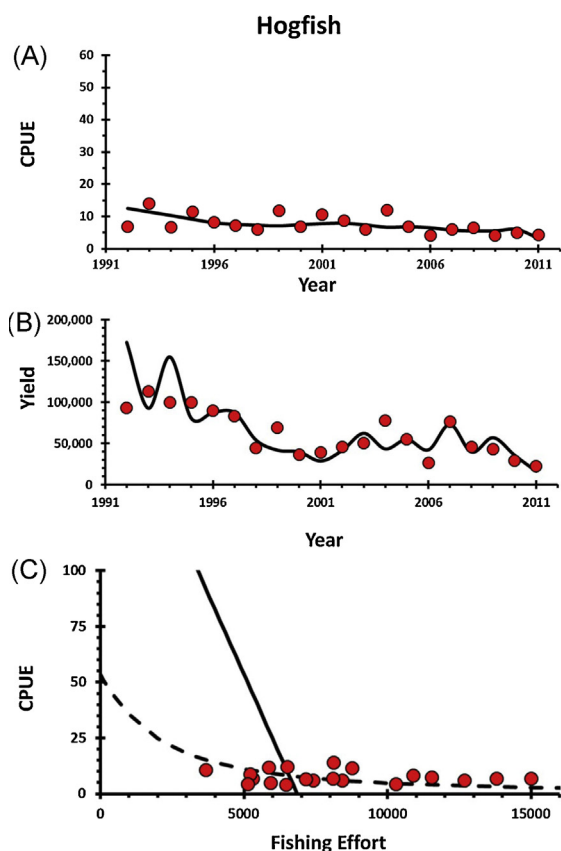 Hogfish
(A)
60
50
40
30
20
10
0
CPUE
1991 1996 2001 2006 2011
Year
(B)
200,000
150,000
100,000
50,000
0
Yield
1991 1996 2001 2006 2011
Year
(C)
100
75
50
25
0
CPUE
0 5000 10000 15000
Fishing Effort